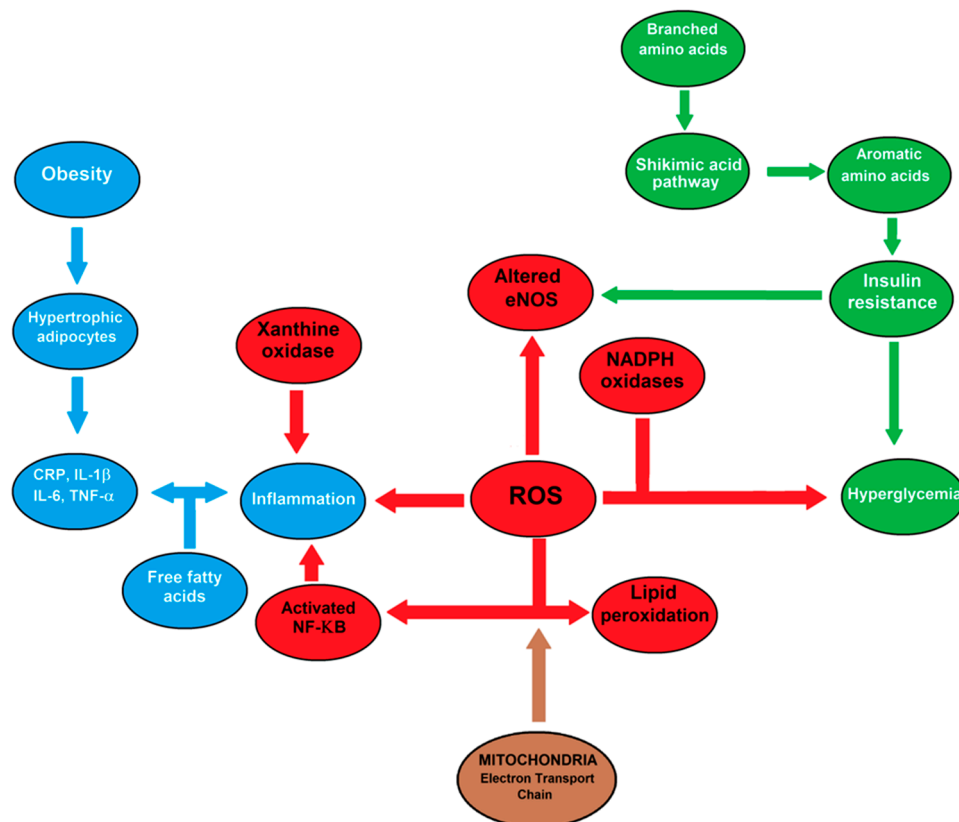 Branched
amino acids
Shikimic acid
pathway
Aromatic
amino acids
Obesity
Altered
eNOS
Insulin
resistance
Hypertrophic
adipocytes
Xanthine
oxidase
NADPH
oxidases
CRP, IL-1β
IL-6, TNF-α
Inflammation
ROS
Hyperglycemia
Free fatty
acids
Activated
NF-KB
Lipid
peroxidation
MITOCHONDRIA
Electron Transport
Chain